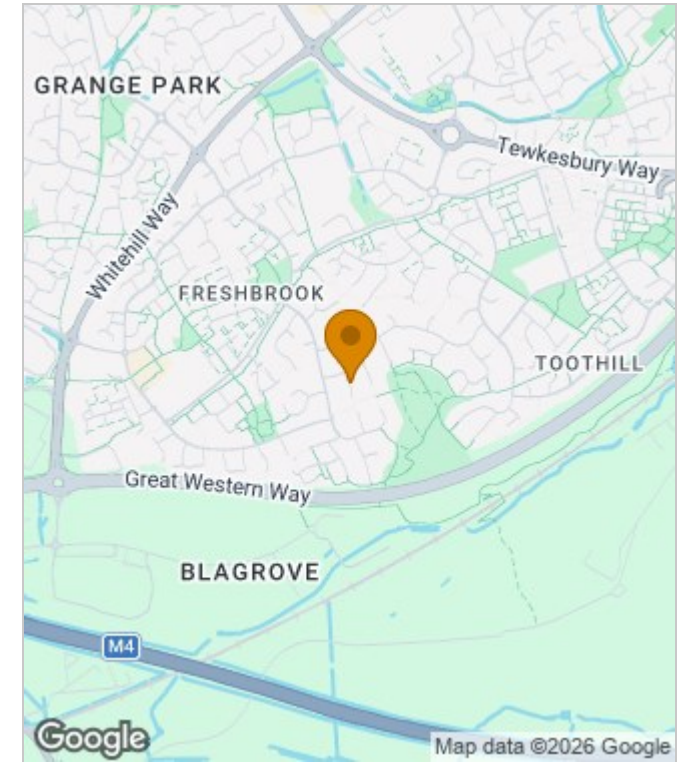 GRANGE PARK
Tewkesbury Way
Whitehill Way
FRESHBROOK
TOOTHILL
Great Western Way
BLAGROVE
M4
Google
Map data ©2026 Google